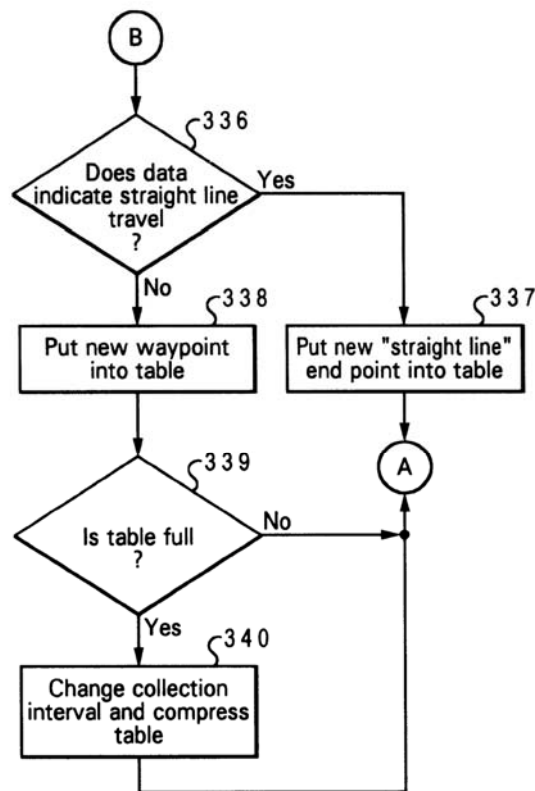 B
336
Does data
indicate straight line
travel
?
Yes
No
338
Put new waypoint
into table
337
Put new "straight line"
end point into table
A
339
Is table full
?
No
Yes
340
Change collection
interval and compress
table